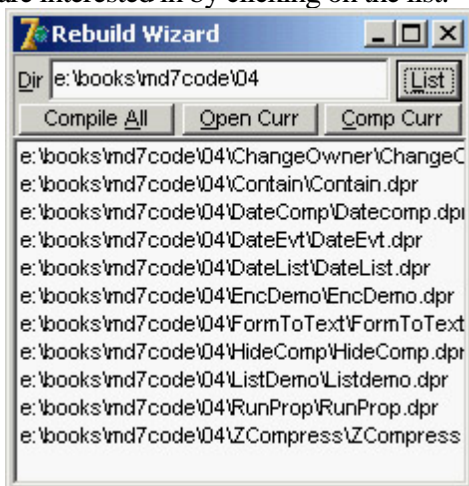 are interested in by clicking on the list.
Rebuild Wizard
Dir e:\books\md7code\04 List
Compile All Open Curr Comp Curr
e:\books\md7code\04\ChangeOwner\ChangeC
e:\books\md7code\04\Contain\Contain.dpr
e:\books\md7code\04\DateComp\Datecomp.dpr
e:\books\md7code\04\DateEvt\DateEvt.dpr
e:\books\md7code\04\DateList\DateList.dpr
e:\books\md7code\04\EncDemo\EncDemo.dpr
e:\books\md7code\04\FormToText\FormToText
e:\books\md7code\04\HideComp\HideComp.dpr
e:\books\md7code\04\ListDemo\Listdemo.dpr
e:\books\md7code\04\RunProp\RunProp.dpr
e:\books\md7code\04\ZCompress\ZCompress